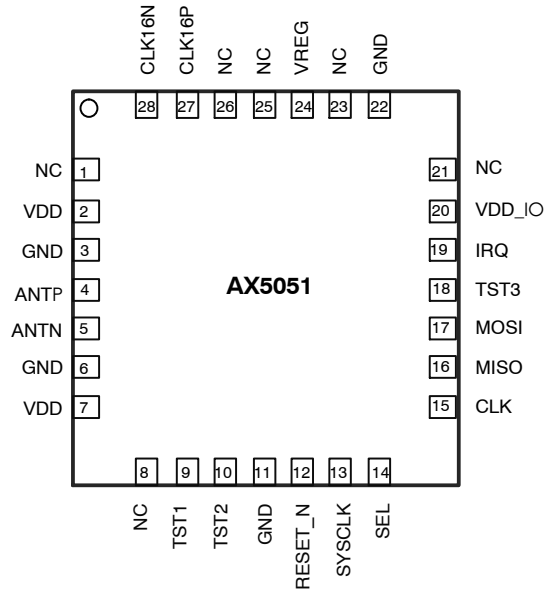 CLK16N
CLK16P
NC
NC
VREG
NC
GND
28
27
26
25
24
23
22
NC 1
VDD 2
GND 3
ANTP 4
ANTN 5
GND 6
VDD 7
AX5051
21 NC
20 VDD_IO
19 IRQ
18 TST3
17 MOSI
16 MISO
15 CLK
8
9
10
11
12
13
14
NC
TST1
TST2
GND
RESET_N
SYSCLK
SEL